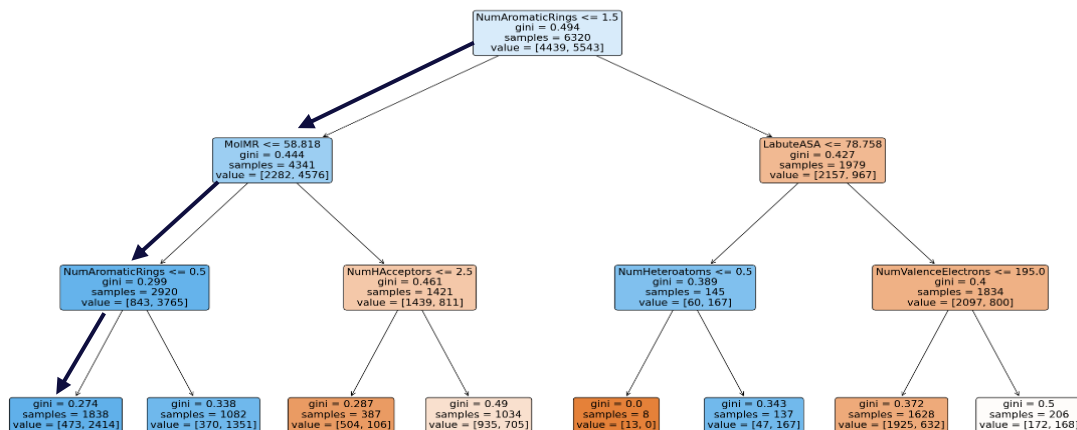 NumAromaticRings <= 1.5
gini = 0.494
samples = 6320
value = [4439, 5543]
MolMR <= 58.818
gini = 0.444
samples = 4341
value = [2282, 4576]
LabuteASA <= 78.758
gini = 0.427
samples = 1979
value = [2157, 967]
NumAromaticRings <= 0.5
gini = 0.299
samples = 2920
value = [843, 3765]
NumHAcceptors <= 2.5
gini = 0.461
samples = 1421
value = [1439, 811]
NumHeteroatoms <= 0.5
gini = 0.389
samples = 145
value = [60, 167]
NumValenceElectrons <= 195.0
gini = 0.4
samples = 1834
value = [2097, 800]
gini = 0.274
samples = 1838
value = [473, 2414]
gini = 0.338
samples = 1082
value = [370, 1351]
gini = 0.287
samples = 387
value = [504, 106]
gini = 0.49
samples = 1034
value = [935, 705]
gini = 0.0
samples = 8
value = [13, 0]
gini = 0.343
samples = 137
value = [47, 167]
gini = 0.372
samples = 1628
value = [1925, 632]
gini = 0.5
samples = 206
value = [172, 168]